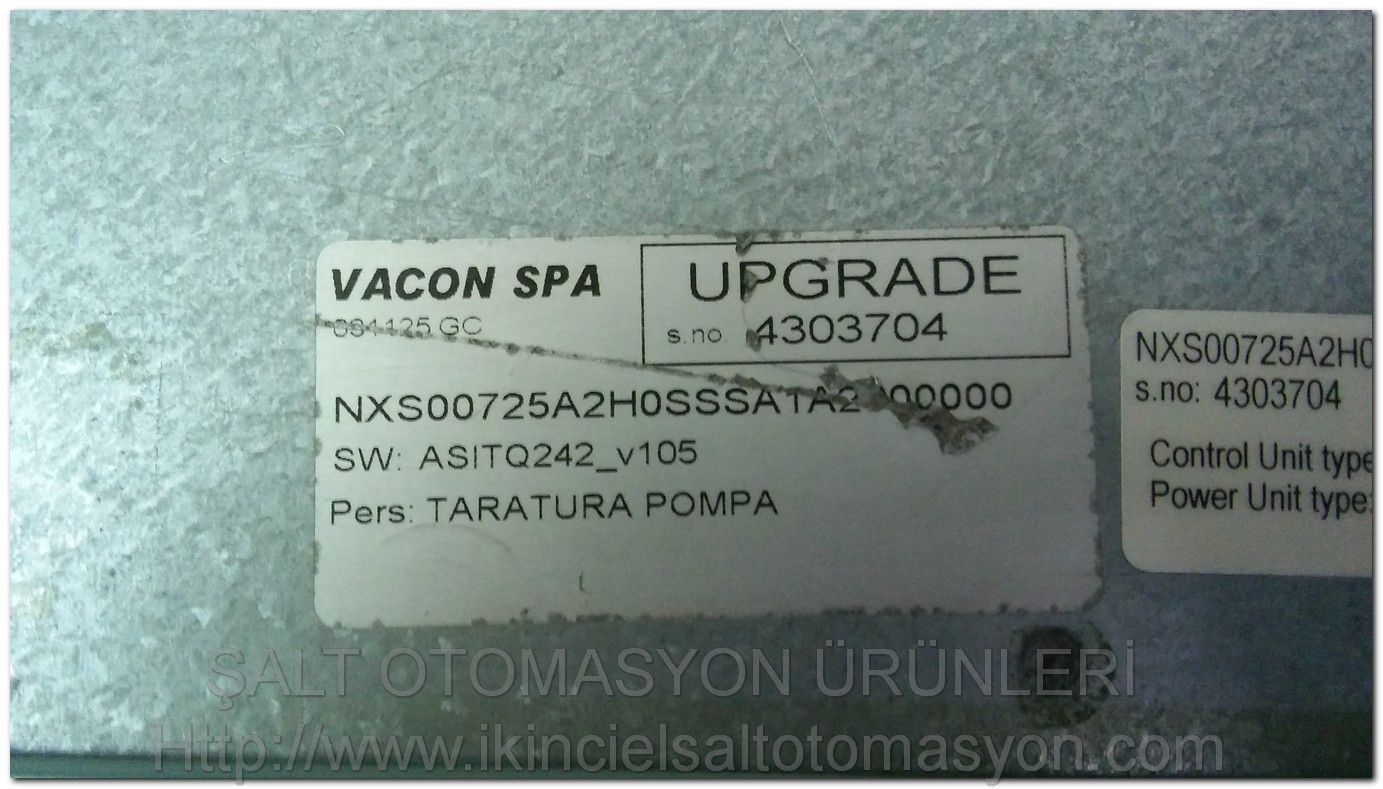 VACON SPA
UPGRADE
s.no. 4303704
NXS00725A2H0SSSA1A2
SW: ASITQ242_v105
Pers: TARATURA POMPA
NXS00725A2H0
s.no: 4303704
Control Unit type
Power Unit type:
ŞALT OTOMASYON ÜRÜNLERİ
Http://www.ikincielsaltotomasyon.com